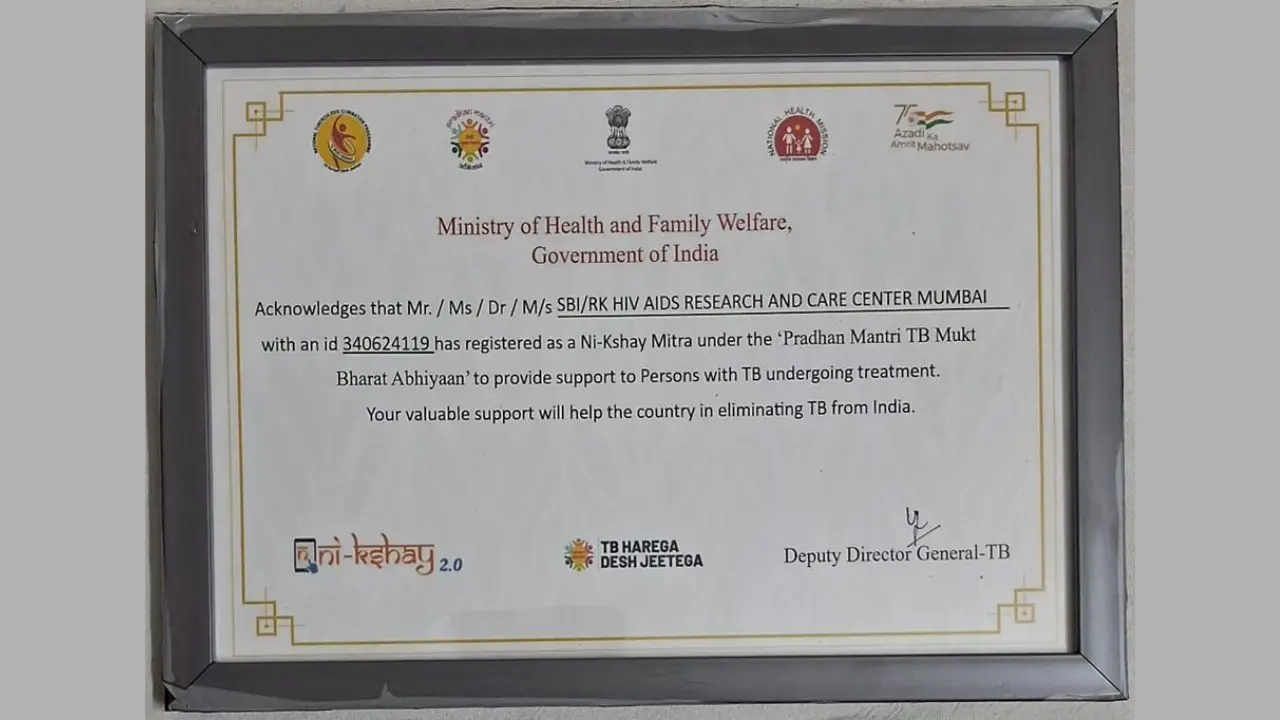 NATIONAL HEALTH MISSION
75
Azadi Ka
Amrit Mahotsav
Ministry of Health & Family Welfare
Government of India
Ministry of Health and Family Welfare,
Government of India
Acknowledges that Mr. / Ms / Dr / M/s SBI/RK HIV AIDS RESEARCH AND CARE CENTER MUMBAI
with an id 340624119 has registered as a Ni-Kshay Mitra under the ‘Pradhan Mantri TB Mukt
Bharat Abhiyaan’ to provide support to Persons with TB undergoing treatment.
Your valuable support will help the country in eliminating TB from India.
ni-kshay 2.0
TB HAREGA
DESH JEETEGA
Deputy Director General-TB